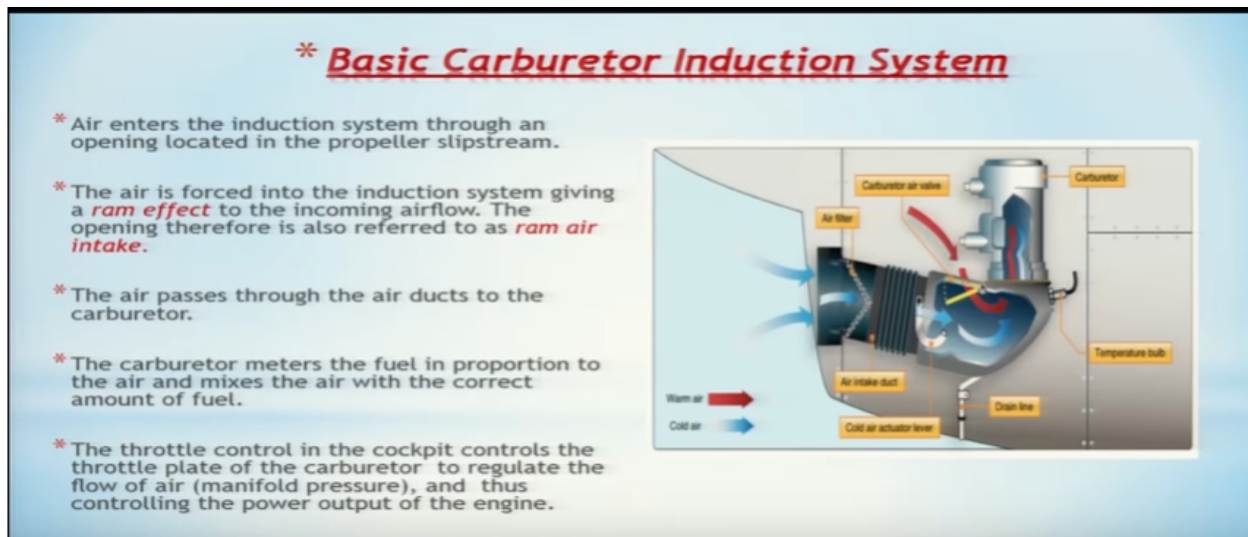 * Basic Carburetor Induction System
* Air enters the induction system through an
opening located in the propeller slipstream.
* The air is forced into the induction system giving
a ram effect to the incoming airflow. The
opening therefore is also referred to as ram air
intake.
* The air passes through the air ducts to the
carburetor.
* The carburetor meters the fuel in proportion to
the air and mixes the air with the correct
amount of fuel.
* The throttle control in the cockpit controls the
throttle plate of the carburetor to regulate the
flow of air (manifold pressure), and thus
controlling the power output of the engine.
Carburetor air valve
Carburetor
Air filter
Temperature bulb
Air intake duct
Warm air
Drain line
Cold air
Cold air actuator lever